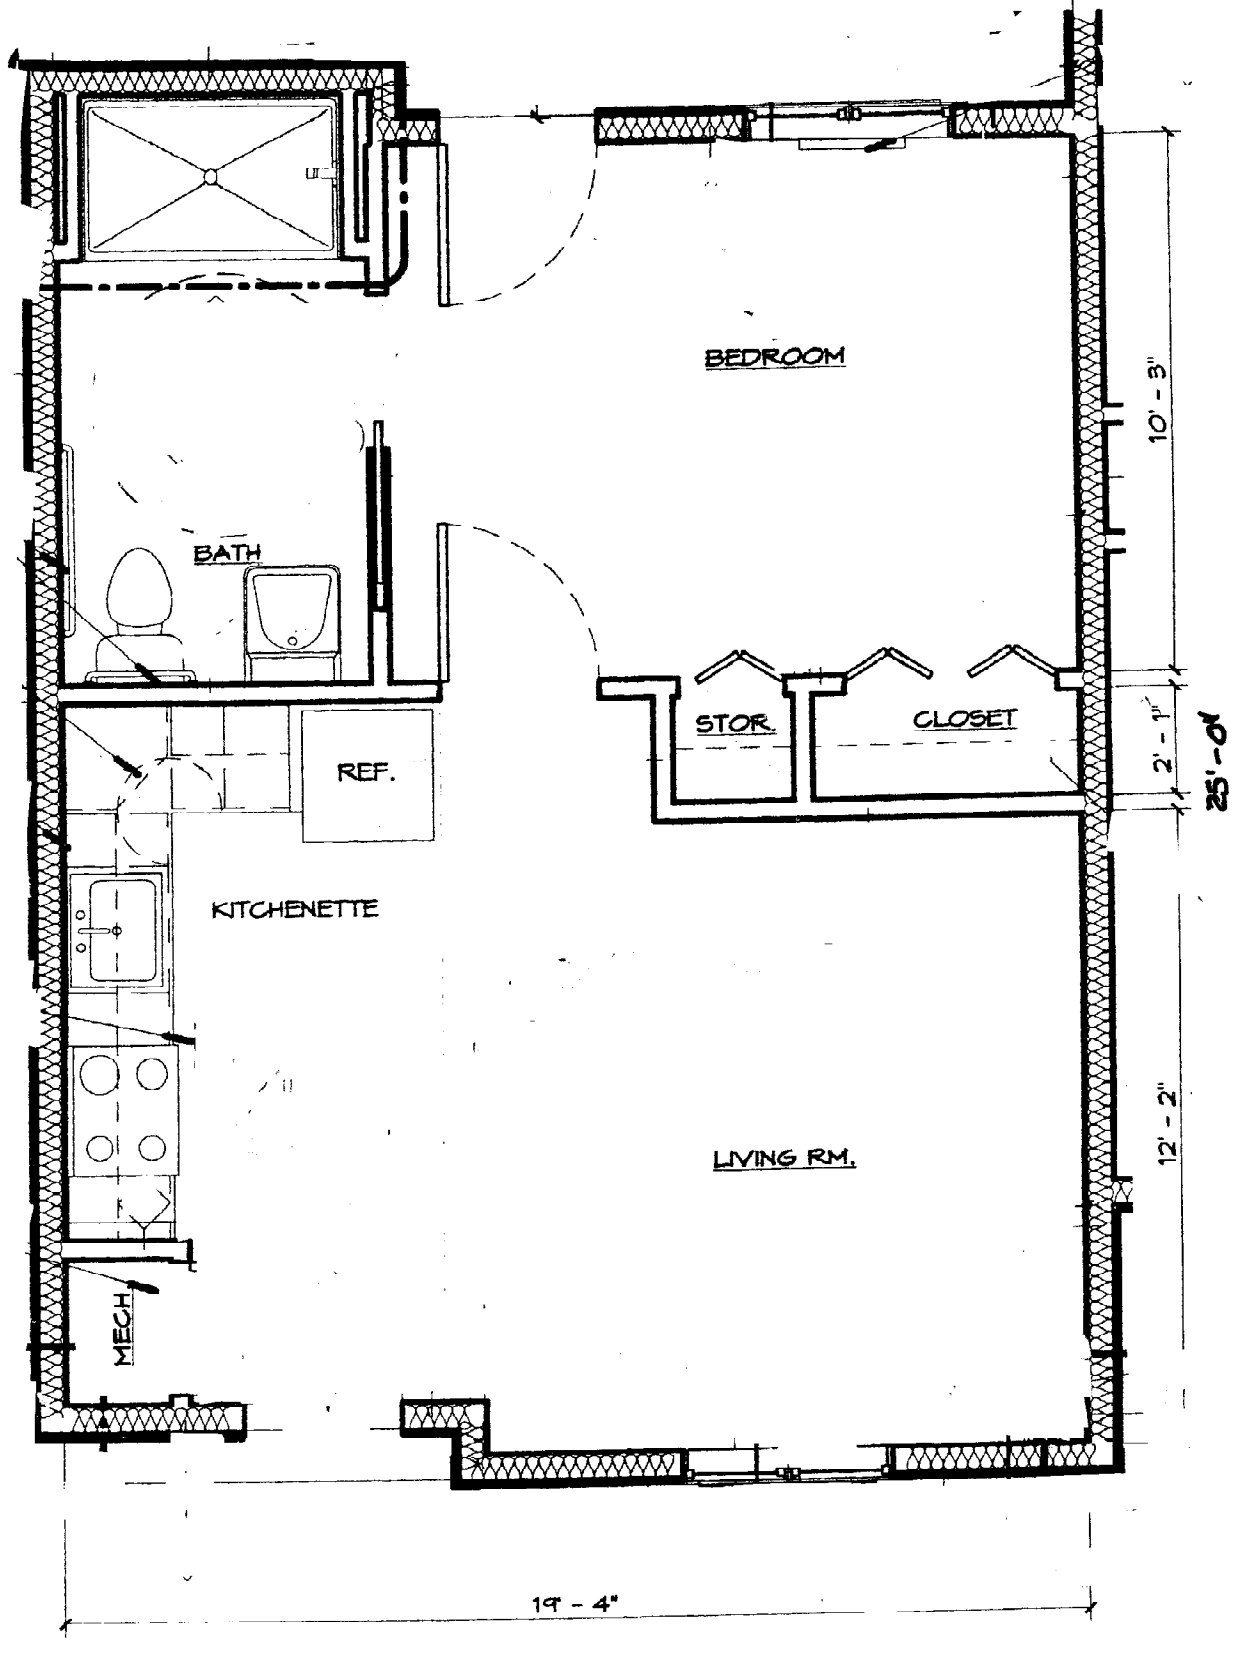 BEDROOM
10' - 3"
BATH
STOR.
CLOSET
2' - 1"
25'-0"
REF.
KITCHENETTE
12' - 2"
LIVING RM.
MECH.
19' - 4"